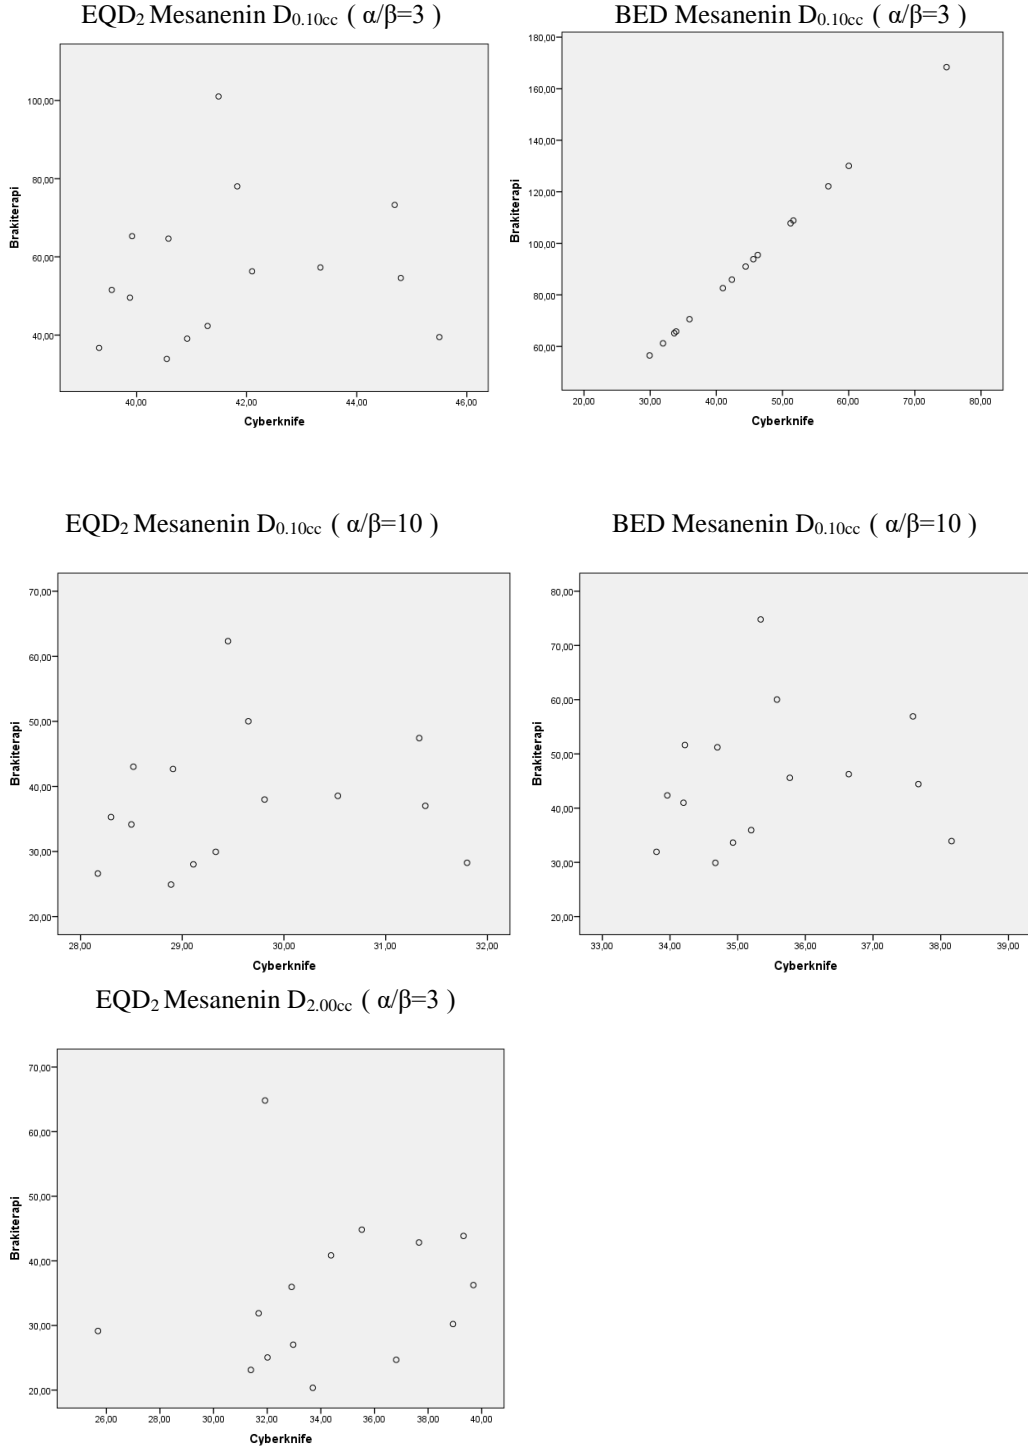 EQD₂ Mesanenin D₀.₁₀cc ( α/β=3 )
BED Mesanenin D₀.₁₀cc ( α/β=3 )
100,00
80,00
60,00
40,00
Brakiterapi
40,00 42,00 44,00 46,00
Cyberknife
180,00
160,00
140,00
120,00
100,00
80,00
60,00
Brakiterapi
20,00 30,00 40,00 50,00 60,00 70,00 80,00
Cyberknife
EQD₂ Mesanenin D₀.₁₀cc ( α/β=10 )
BED Mesanenin D₀.₁₀cc ( α/β=10 )
70,00
60,00
50,00
40,00
30,00
20,00
Brakiterapi
28,00 29,00 30,00 31,00 32,00
Cyberknife
80,00
70,00
60,00
50,00
40,00
30,00
20,00
Brakiterapi
33,00 34,00 35,00 36,00 37,00 38,00 39,00
Cyberknife
EQD₂ Mesanenin D₂.₀₀cc ( α/β=3 )
70,00
60,00
50,00
40,00
30,00
20,00
Brakiterapi
26,00 28,00 30,00 32,00 34,00 36,00 38,00 40,00
Cyberknife